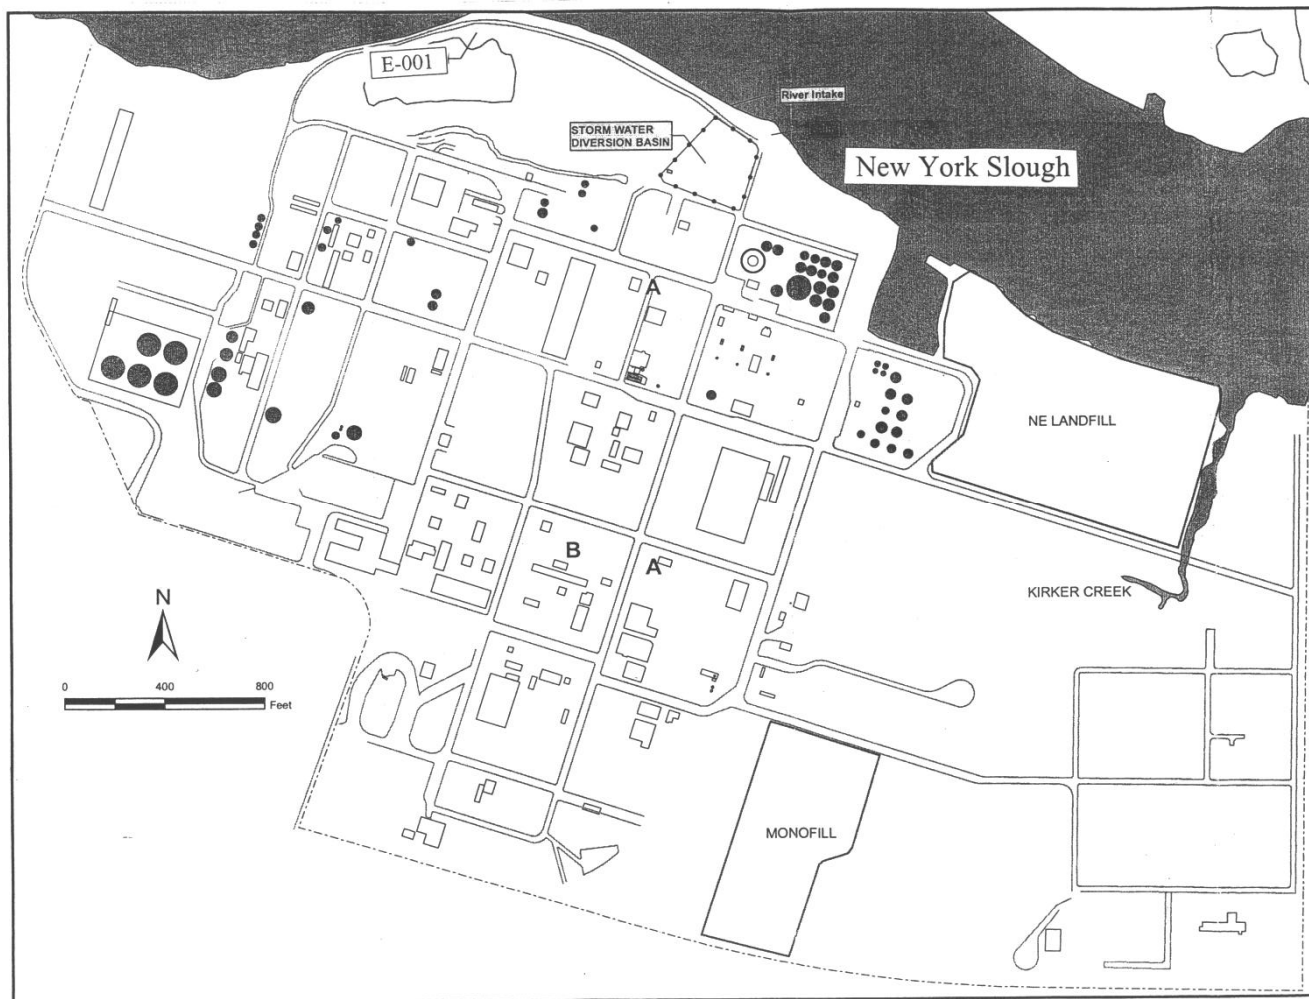 E-001
River Intake
STORM WATER
DIVERSION BASIN
New York Slough
A
NE LANDFILL
B
A
KIRKER CREEK
N
0 400 800
Feet
MONOFILL